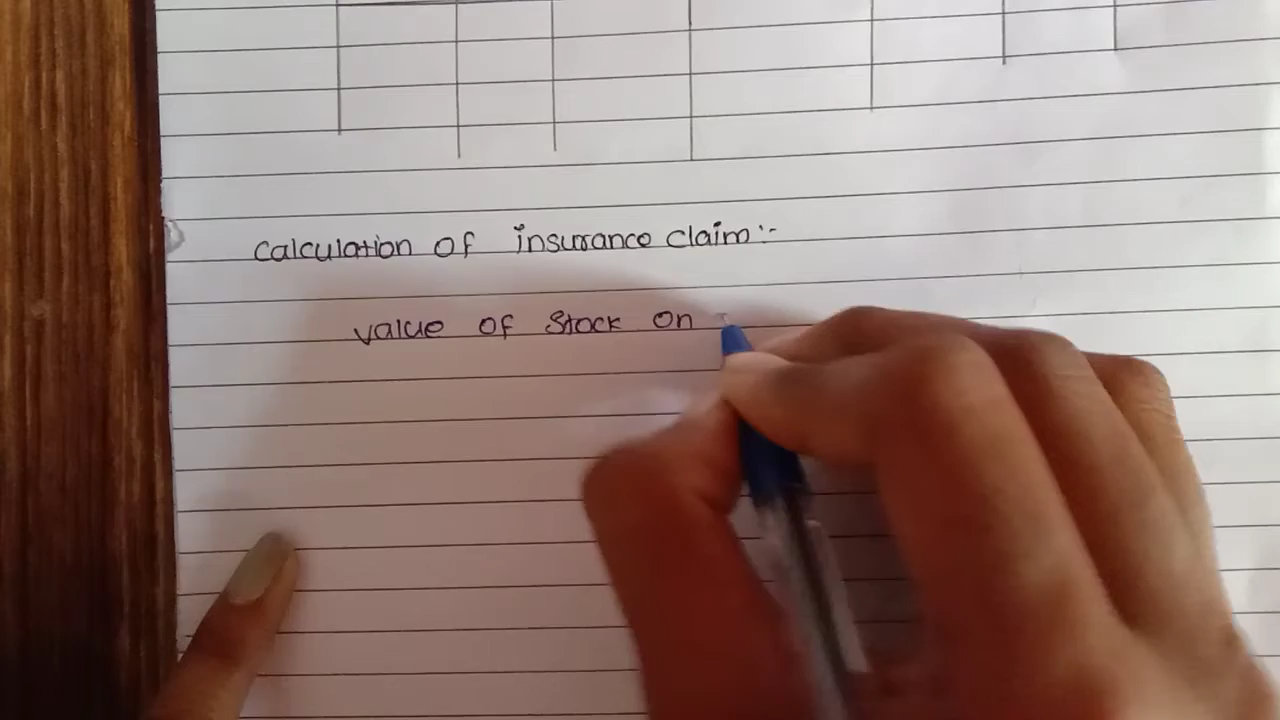 Calculation of insurance claim:-
value of Stock On